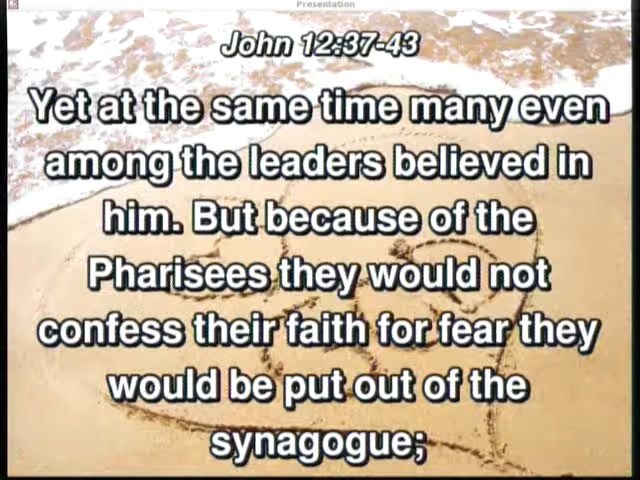 Presentation
John 12:37-43
Yet at the same time many even
among the leaders believed in
him. But because of the
Pharisees they would not
confess their faith for fear they
would be put out of the
synagogue;